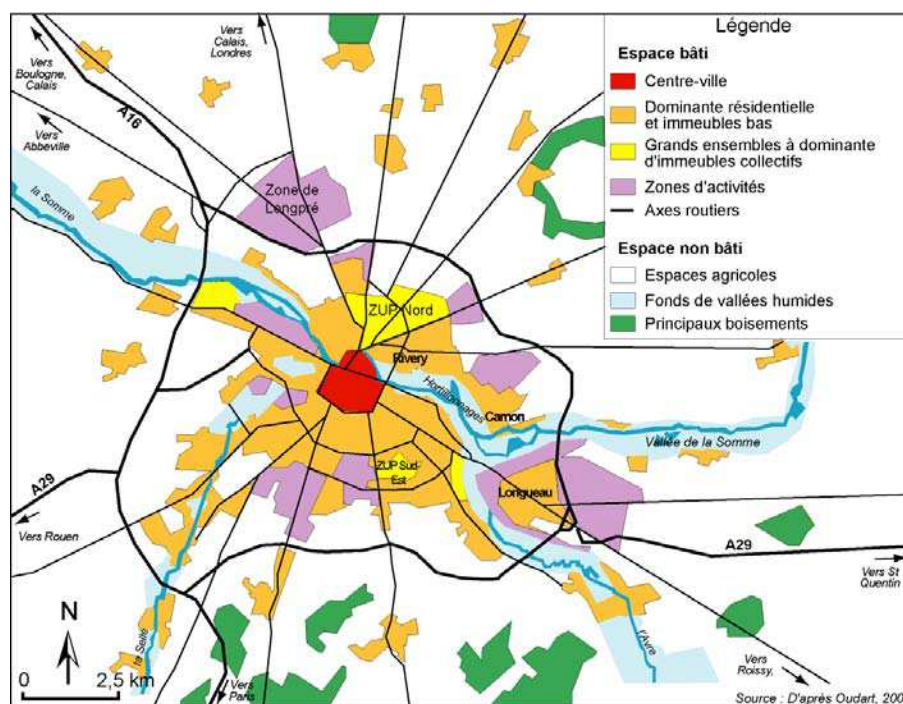 Vers
Boulogne,
Calais
Vers
Calais,
Londres
Vers
Abbeville
A16
la Somme
Zone de
Longpré
ZUP Nord
Rivery
Hortillonnages
Camon
Vallée de la Somme
ZUP Sud-
Est
Longueau
A29
Vers Rouen
A29
Vers St
Quentin
la Selle
l'Avre
Vers
Roissy,
Vers
Paris
N
0 2,5 km
Légende
Espace bâti
Centre-ville
Dominante résidentielle
et immeubles bas
Grands ensembles à dominante
d'immeubles collectifs
Zones d'activités
Axes routiers
Espace non bâti
Espaces agricoles
Fonds de vallées humides
Principaux boisements
Source : D'après Oudart, 200